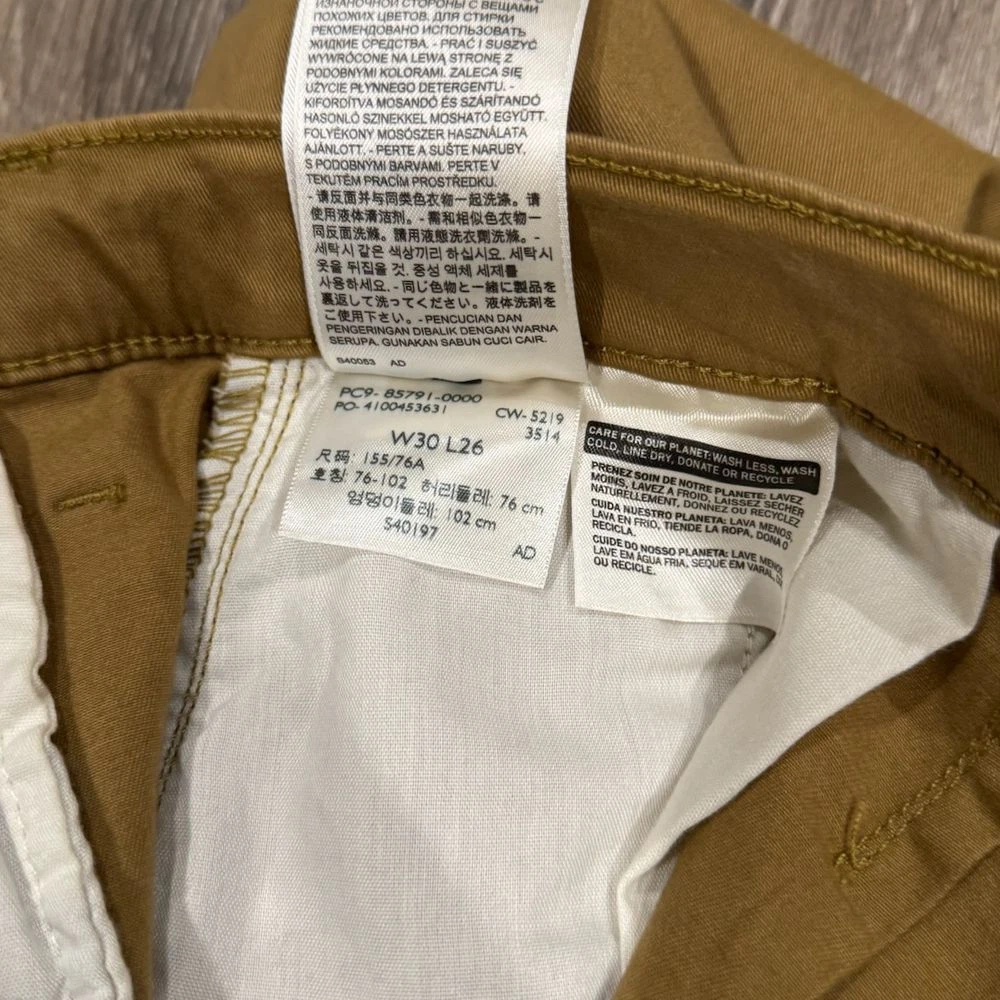 ИЗНАНОЧНОЙ СТОРОНЫ С ВЕЩАМИ
ПОХОЖИХ ЦВЕТОВ. ДЛЯ СТИРКИ
РЕКОМЕНДОВАНО ИСПОЛЬЗОВАТЬ
ЖИДКИЕ СРЕДСТВА. - PRAĆ I SUSZYĆ
WYWRÓCONE NA LEWĄ STRONĘ Z
PODOBNYMI KOLORAMI. ZALECA SIĘ
UŻYCIE PŁYNNEGO DETERGENTU. -
KIFORDÍTVA MOSANDÓ ÉS SZÁRÍTANDÓ
HASONLÓ SZINEKKEL MOSHATÓ EGYÜTT.
FOLYÉKONY MOSÓSZER HASZNÁLATA
AJÁNLOTT. - PERTE A SUŠTE NARUBY,
S PODOBNÝMI BARVAMI. PERTE V
TEKUTÉM PRACÍM PROSTŘEDKU.
- 请反面并与同类色衣物一起洗涤。请
使用液体清洁剂。- 需和相似色衣物一
同反面洗滌。請用液態洗衣劑洗滌。-
세탁시 같은 색상끼리 하십시요. 세탁시
옷을 뒤집을 것. 중성 액체 세제를
사용하세요. - 同じ色物と一緒に製品を
裏返して洗ってください。液体洗剤を
ご使用下さい。- PENCUCIAN DAN
PENGERINGAN DIBALIK DENGAN WARNA
SERUPA. GUNAKAN SABUN CUCI CAIR.
S40053 AD
PC9- 85791-0000
PO- 4100453631 CW- 5219
3514
W30 L26
尺码: 155/76A
호칭: 76-102 허리둘레: 76 cm
엉덩이둘레: 102 cm
S40197
AD
CARE FOR OUR PLANET: WASH LESS, WASH
COLD, LINE DRY, DONATE OR RECYCLE
PRENEZ SOIN DE NOTRE PLANETE: LAVEZ
MOINS, LAVEZ A FROID, LAISSEZ SECHER
NATURELLEMENT, DONNEZ OU RECYCLEZ
CUIDA NUESTRO PLANETA: LAVA MENOS,
LAVA EN FRIO, TIENDE LA ROPA, DONA O
RECICLA.
CUIDE DO NOSSO PLANETA: LAVE MENOS
LAVE EM ÁGUA FRIA, SEQUE EM VARAL,
OU RECICLE.